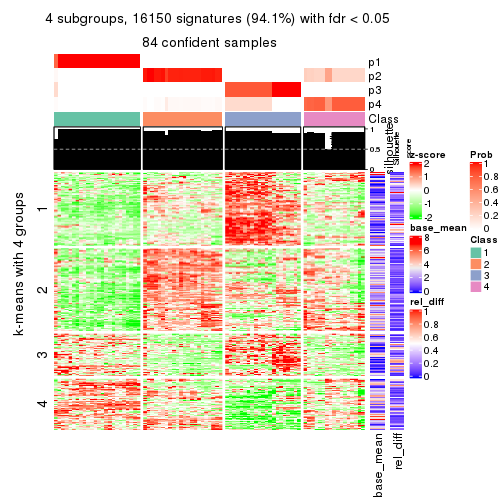 4 subgroups, 16150 signatures (94.1%) with fdr < 0.05
84 confident samples
p1
p2
p3
p4
Class
1
0.5
0
silhouettes
Silhouette
score
k-means with 4 groups
1
2
3
4
base_mean
rel_diff
z-score
2
1
0
-1
-2
base_mean
8
6
4
2
0
rel_diff
1
0.8
0.6
0.4
0.2
0
Prob
1
0.8
0.6
0.4
0.2
0
Class
1
2
3
4